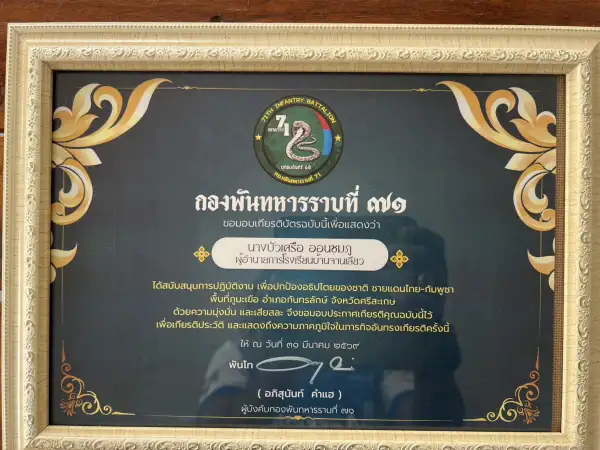 71TH INFANTRY BATTALION
71
กองพันทหารราบที่ 71
กองพันทหารราบที่ ๗๑
ขอมอบเกียรติบัตรฉบับนี้เพื่อแสดงว่า
นางบัวเครือ อ่อนชมภู
ผู้อำนวยการโรงเรียนบ้านจานเลียว
ได้สนับสนุนการปฏิบัติงาน เพื่อปกป้องอธิปไตยของชาติ ชายแดนไทย-กัมพูชา
พื้นที่ภูมะเขือ อำเภอกันทรลักษ์ จังหวัดศรีสะเกษ
ด้วยความมุ่งมั่น และเสียสละ จึงขอมอบประกาศเกียรติคุณฉบับนี้ไว้
เพื่อเกียรติประวัติ และแสดงถึงความภาคภูมิใจในภารกิจอันทรงเกียรติครั้งนี้
ให้ ณ วันที่ ๓๑ มีนาคม ๒๕๖๙
พันโท
( อภิสุนันท์ คำแฮ )
ผู้บังคับกองพันทหารราบที่ ๗๑